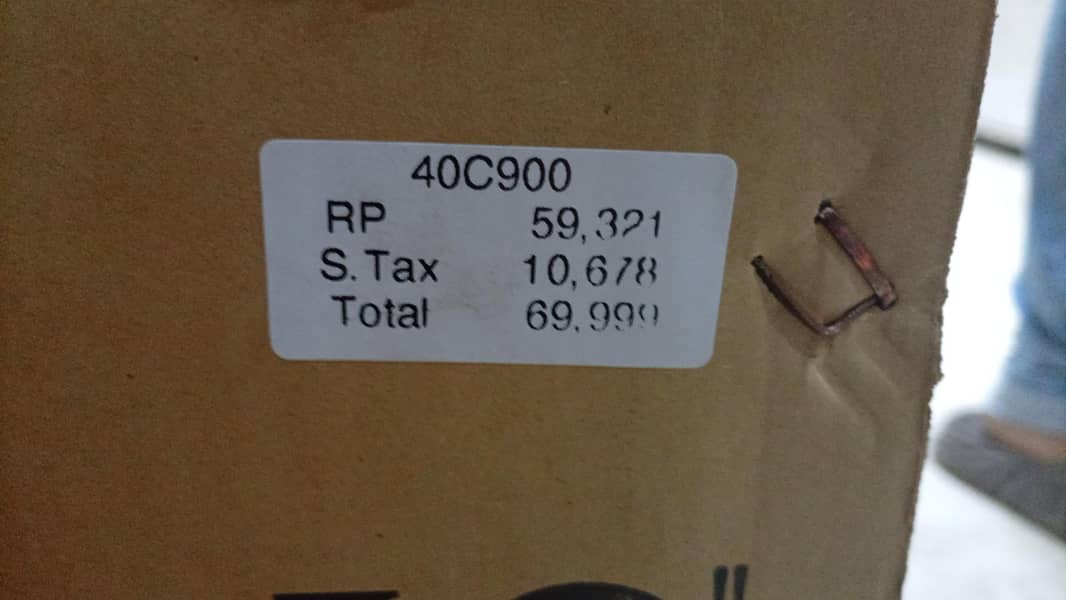 40C900
RP 59,321
S.Tax 10,678
Total 69,999